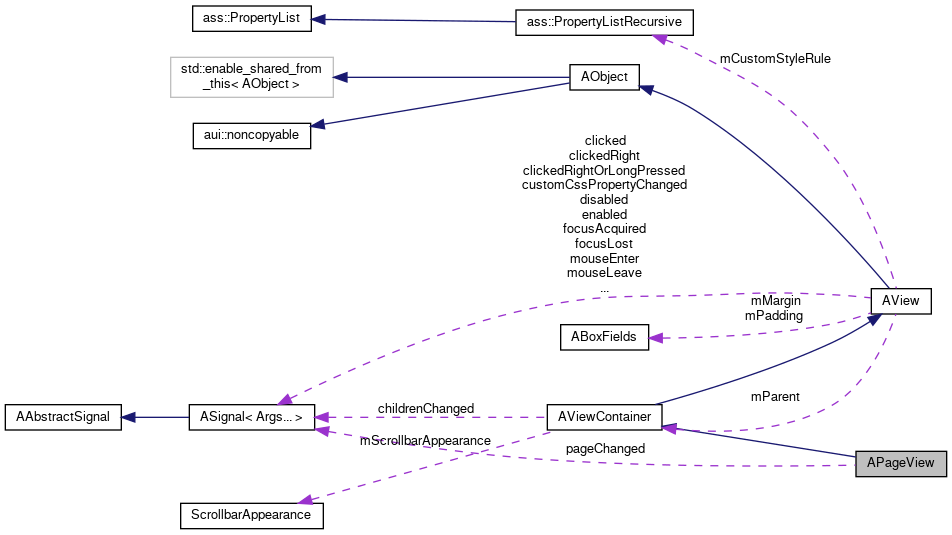 ass::PropertyList
ass::PropertyListRecursive
mCustomStyleRule
std::enable_shared_from
_this< AObject >
AObject
aui::noncopyable
clicked
clickedRight
clickedRightOrLongPressed
customCssPropertyChanged
disabled
enabled
focusAcquired
focusLost
mouseEnter
mouseLeave
...
AView
mMargin
mPadding
ABoxFields
mParent
AAbstractSignal
ASignal< Args... >
childrenChanged
AViewContainer
mScrollbarAppearance
pageChanged
APageView
ScrollbarAppearance